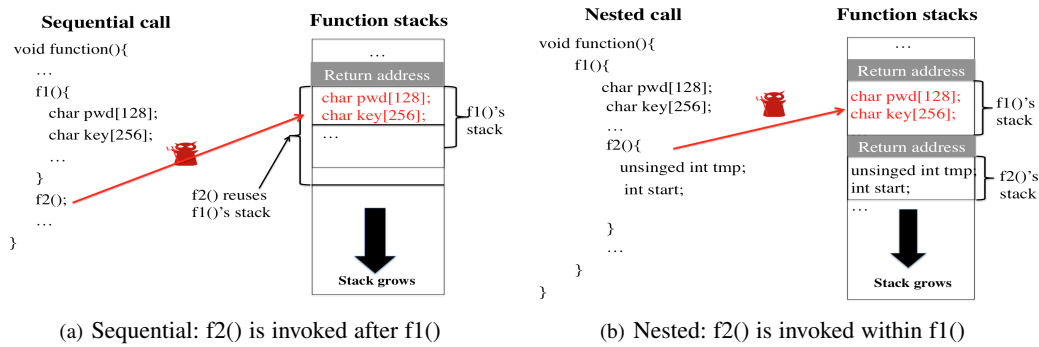 Sequential call
Function stacks
void function(){
…
f1(){
char pwd[128];
char key[256];
…
}
f2();
…
}
…
Return address
char pwd[128];
char key[256];
…
f1()'s
stack
f2() reuses
f1()'s stack
Stack grows
(a) Sequential: f2() is invoked after f1()
Nested call
Function stacks
void function(){
f1(){
char pwd[128];
char key[256];
…
f2(){
unsinged int tmp;
int start;
}
…
}
}
…
Return address
char pwd[128];
char key[256];
…
Return address
unsinged int tmp;
int start;
…
f1()'s
stack
f2()'s
stack
Stack grows
(b) Nested: f2() is invoked within f1()